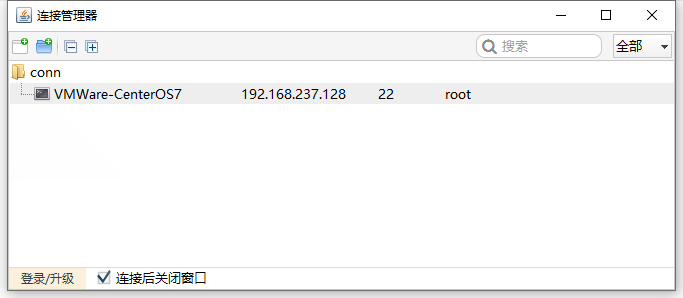 连接管理器
搜索
全部
conn
VMWare-CenterOS7 192.168.237.128 22 root
登录/升级 连接后关闭窗口